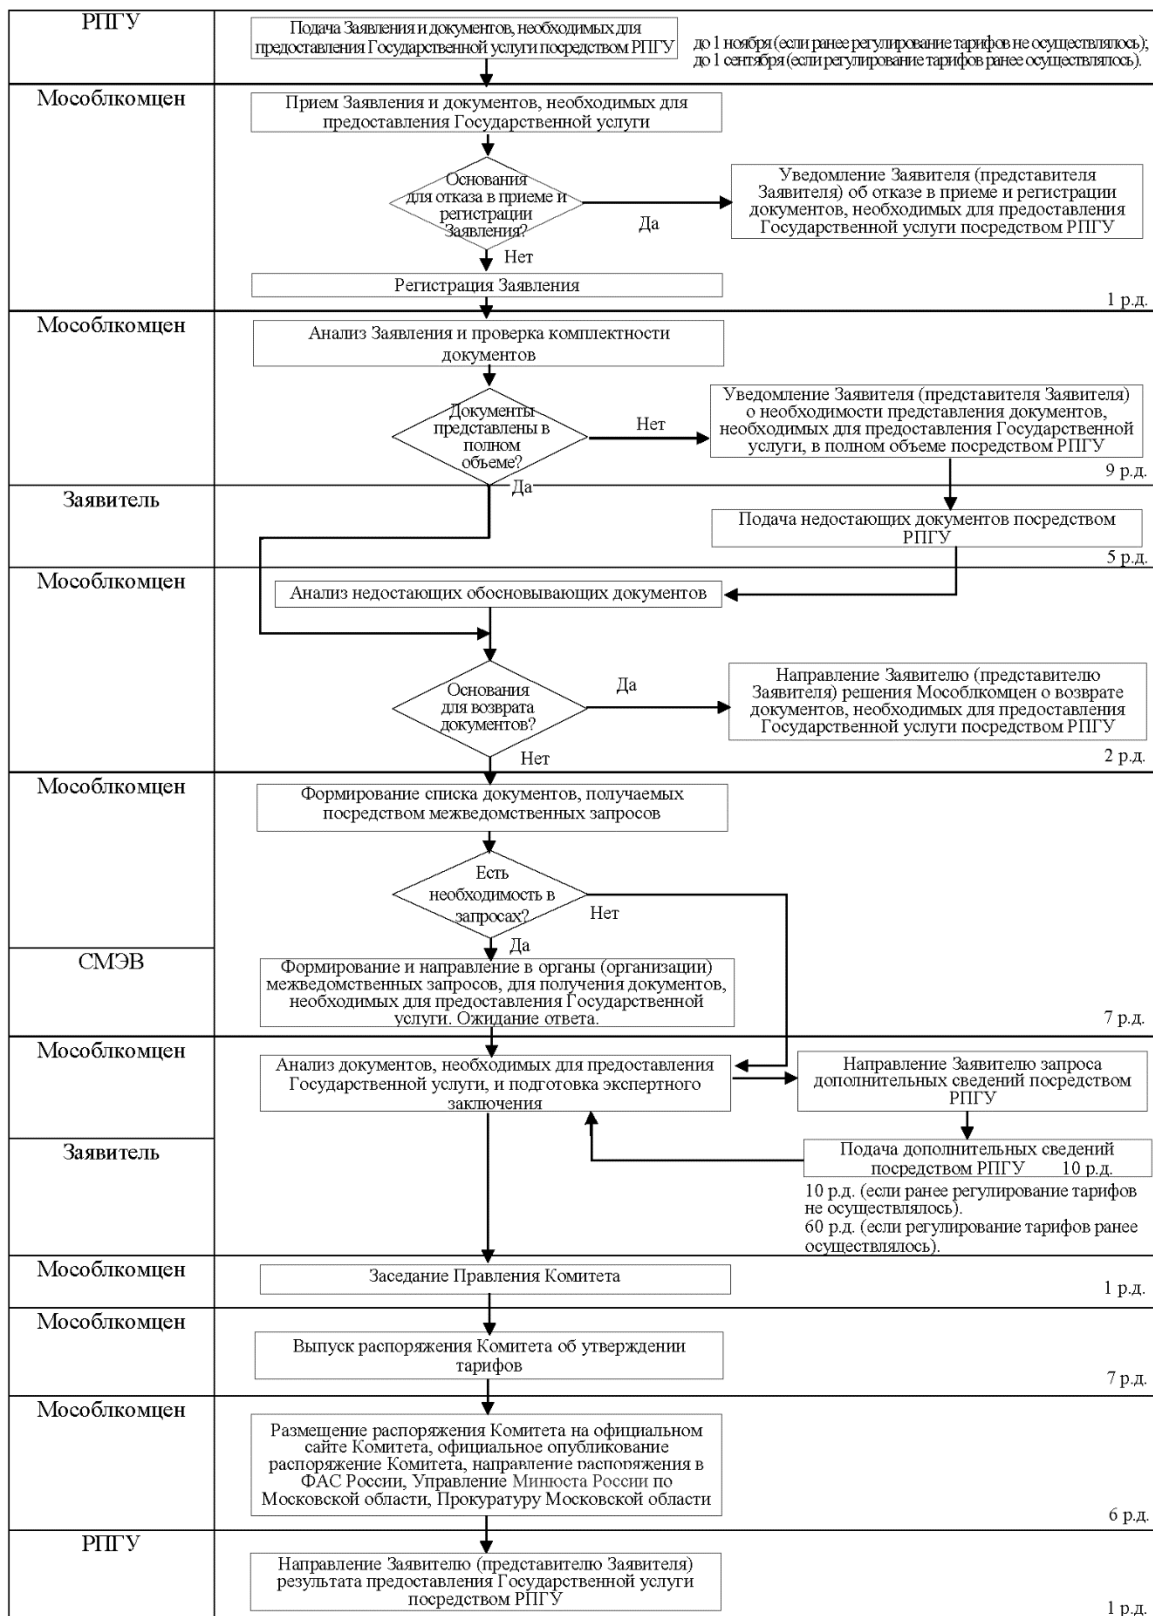 РПГУ
Подача Заявления и документов, необходимых для
предоставления Государственной услуги посредством РПГУ
до 1 ноября (если ранее регулирование тарифов не осуществлялось);
до 1 сентября (если регулирование тарифов ранее осуществлялось).
Мособлкомцен
Прием Заявления и документов, необходимых для
предоставления Государственной услуги
Основания
для отказа в приеме и
регистрации
Заявления?
Да
Уведомление Заявителя (представителя
Заявителя) об отказе в приеме и регистрации
документов, необходимых для предоставления
Государственной услуги посредством РПГУ
Нет
Регистрация Заявления
1 р.д.
Мособлкомцен
Анализ Заявления и проверка комплектности
документов
Документы
представлены в
полном
объеме?
Нет
Уведомление Заявителя (представителя Заявителя)
о необходимости представления документов,
необходимых для предоставления Государственной
услуги, в полном объеме посредством РПГУ
9 р.д.
Да
Заявитель
Подача недостающих документов посредством
РПГУ
5 р.д.
Мособлкомцен
Анализ недостающих обосновывающих документов
Основания
для возврата
документов?
Да
Направление Заявителю (представителю
Заявителя) решения Мособлкомцен о возврате
документов, необходимых для предоставления
Государственной услуги посредством РПГУ
Нет
2 р.д.
Мособлкомцен
Формирование списка документов, получаемых
посредством межведомственных запросов
Есть
необходимость в
запросах?
Нет
Да
СМЭВ
Формирование и направление в органы (организации)
межведомственных запросов, для получения документов,
необходимых для предоставления Государственной
услуги. Ожидание ответа.
7 р.д.
Мособлкомцен
Анализ документов, необходимых для предоставления
Государственной услуги, и подготовка экспертного
заключения
Направление Заявителю запроса
дополнительных сведений посредством
РПГУ
Заявитель
Подача дополнительных сведений
посредством РПГУ 10 р.д.
10 р.д. (если ранее регулирование тарифов
не осуществлялось).
60 р.д. (если регулирование тарифов ранее
осуществлялось).
Мособлкомцен
Заседание Правления Комитета
1 р.д.
Мособлкомцен
Выпуск распоряжения Комитета об утверждении
тарифов
7 р.д.
Мособлкомцен
Размещение распоряжения Комитета на официальном
сайте Комитета, официальное опубликование
распоряжение Комитета, направление распоряжения в
ФАС России, Управление Минюста России по
Московской области, Прокуратуру Московской области
6 р.д.
РПГУ
Направление Заявителю (представителю Заявителя)
результата предоставления Государственной услуги
посредством РПГУ
1 р.д.